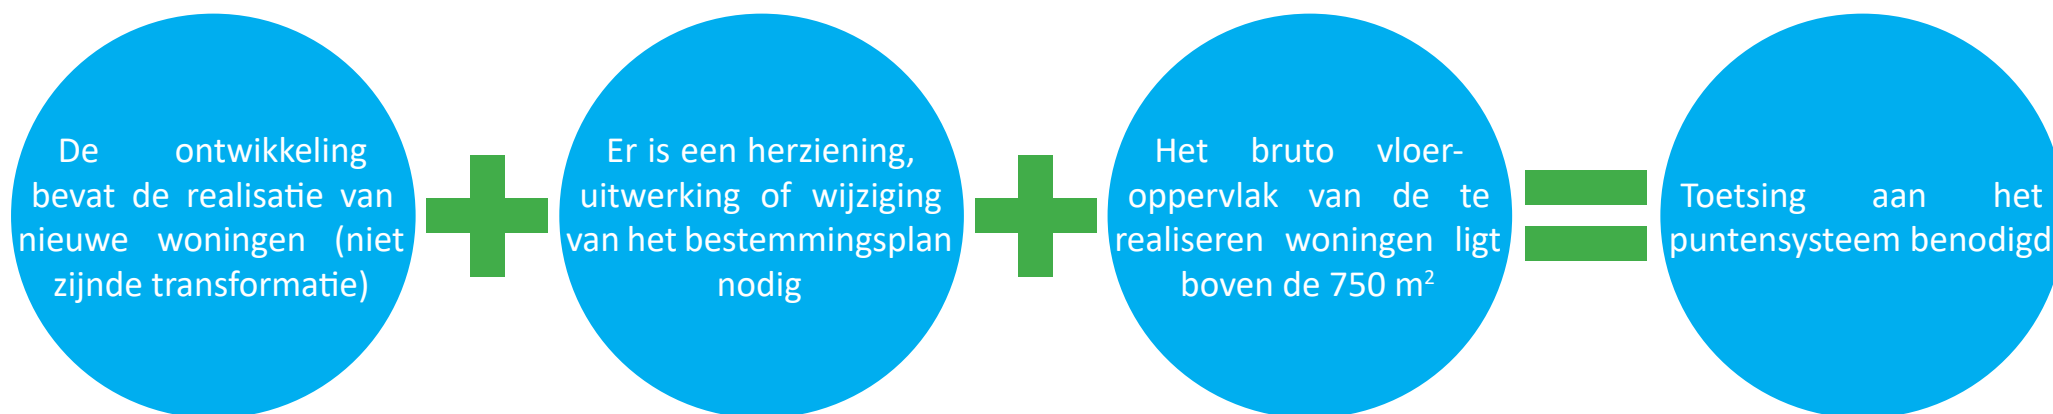 De ontwikkeling
bevat de realisatie van
nieuwe woningen (niet
zijnde transformatie)
Er is een herziening,
uitwerking of wijziging
van het bestemmingsplan
nodig
Het bruto vloer-
oppervlak van de te
realiseren woningen ligt
boven de 750 m²
Toetsing aan het
puntensysteem benodigd